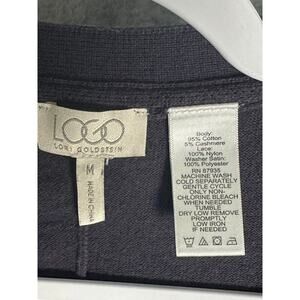 LOGO
LORI GOLDSTEIN
M
MADE IN CHINA
Body:
95% Cotton
5% Cashmere
Lace:
100% Nylon
Washer Satin:
100% Polyester
RN 87935
MACHINE WASH
COLD SEPARATELY
GENTLE CYCLE
ONLY NON-
CHLORINE BLEACH
WHEN NEEDED
TUMBLE
DRY LOW REMOVE
PROMPTLY
LOW IRON
IF NEEDED